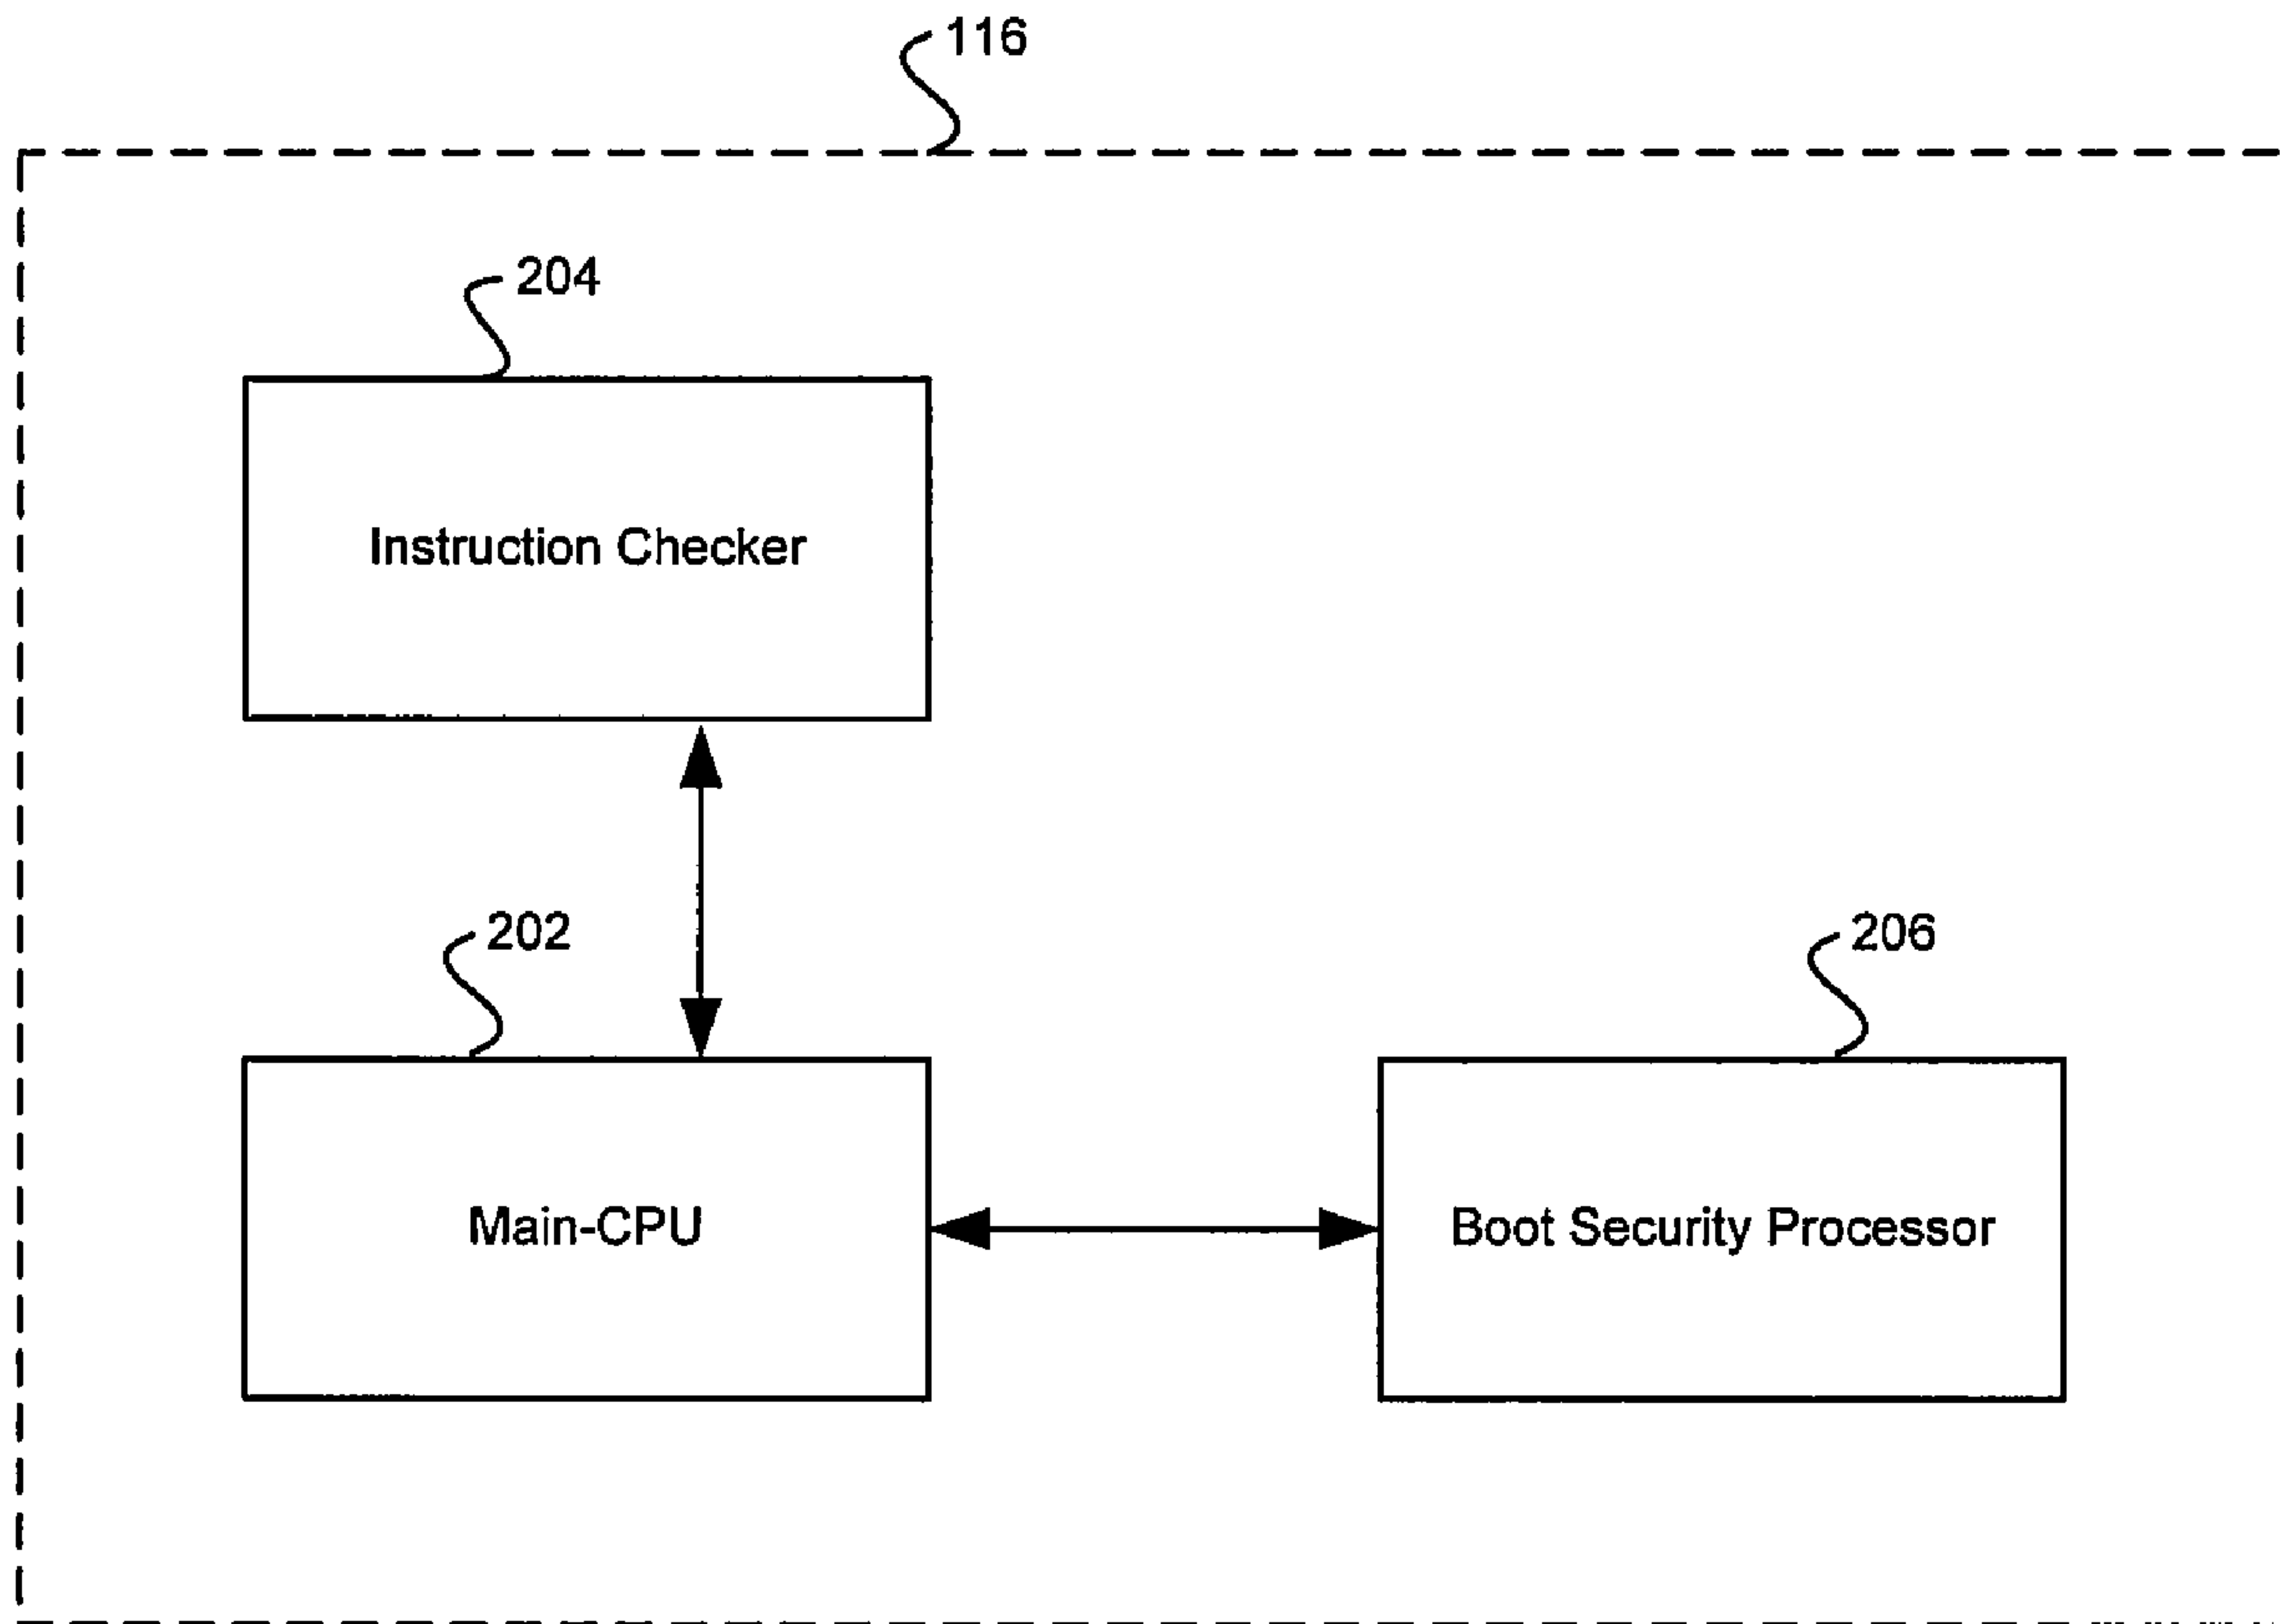 116
204
Instruction Checker
202
206
Main-CPU
Boot Security Processor